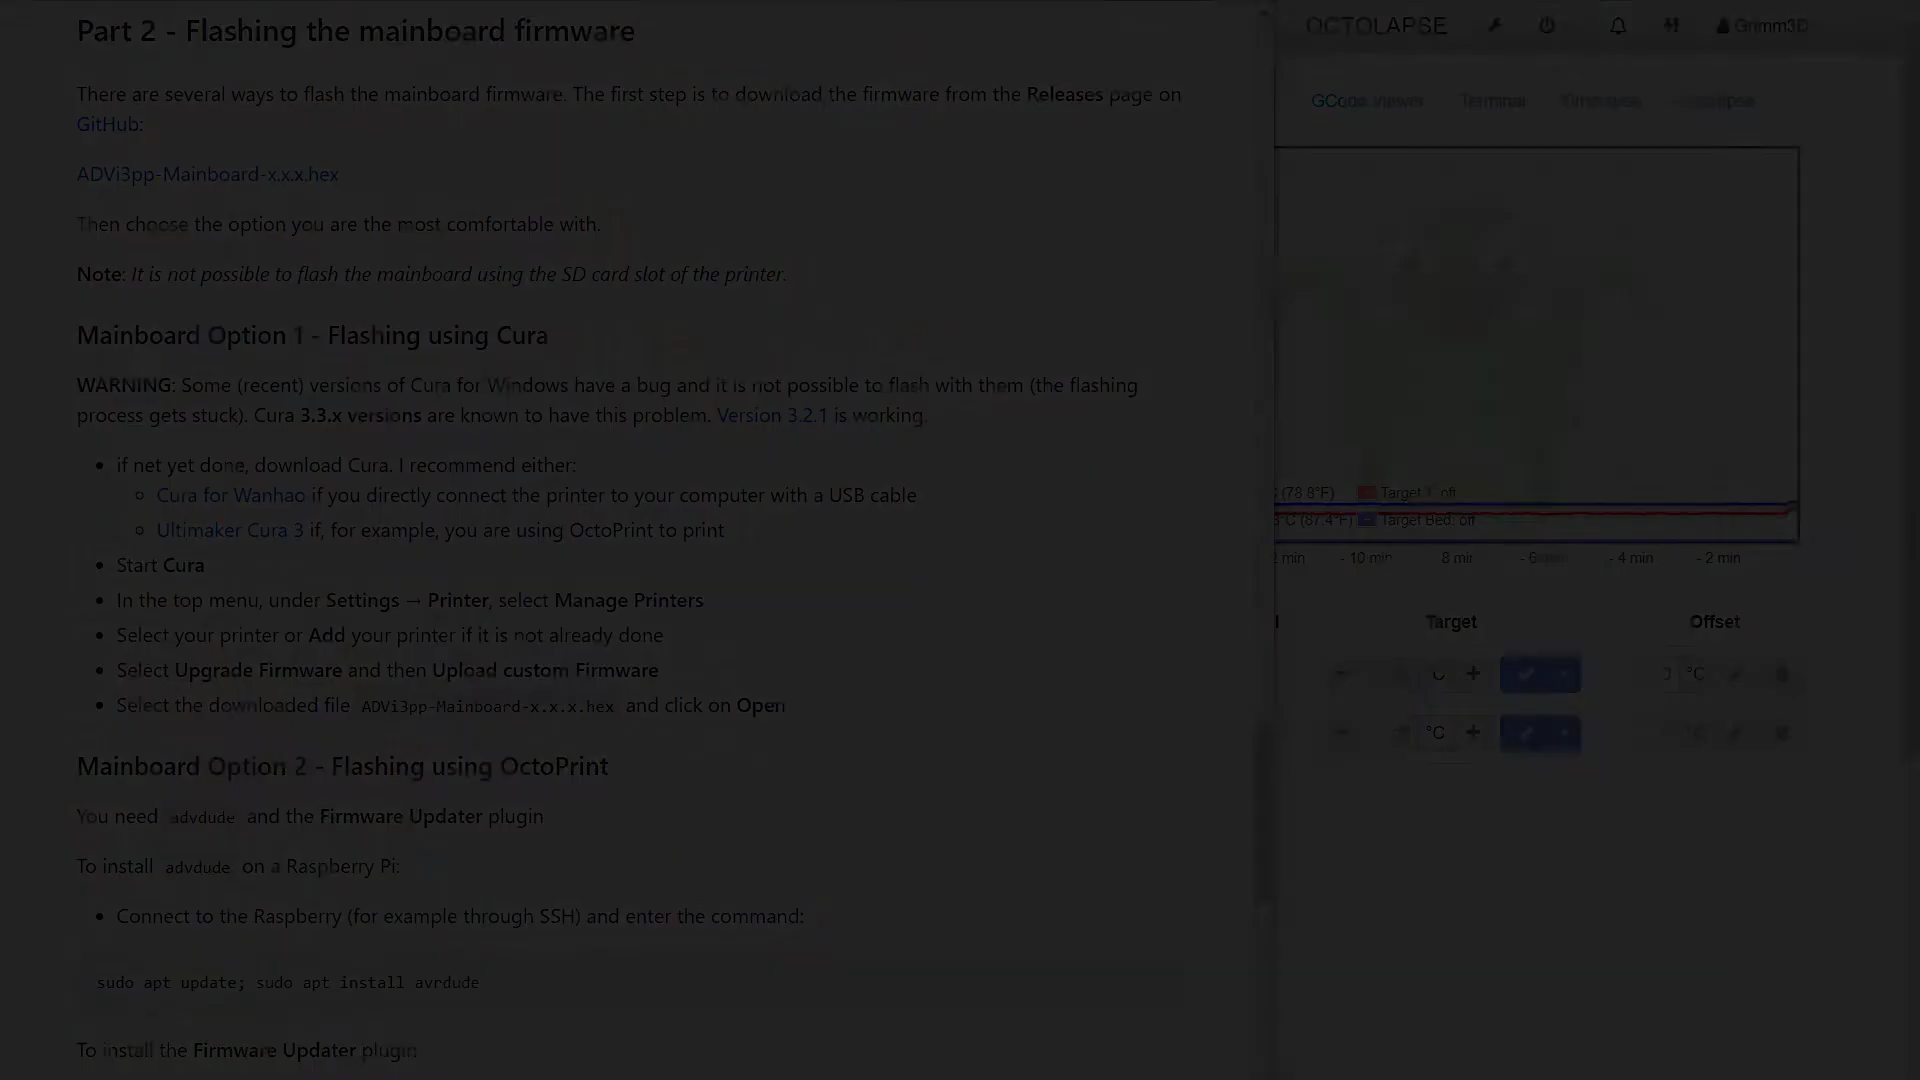 Part 2 - Flashing the mainboard firmware
There are several ways to flash the mainboard firmware. The first step is to download the firmware from the Releases page on
GitHub:
ADVi3pp-Mainboard-x.x.x.hex
Then choose the option you are the most comfortable with.
Note: It is not possible to flash the mainboard using the SD card slot of the printer.
Mainboard Option 1 - Flashing using Cura
WARNING: Some (recent) versions of Cura for Windows have a bug and it is not possible to flash with them (the flashing
process gets stuck). Cura 3.3.x versions are known to have this problem. Version 3.2.1 is working.
• if net yet done, download Cura. I recommend either:
◦ Cura for Wanhao if you directly connect the printer to your computer with a USB cable
◦ Ultimaker Cura 3 if, for example, you are using OctoPrint to print
• Start Cura
• In the top menu, under Settings → Printer, select Manage Printers
• Select your printer or Add your printer if it is not already done
• Select Upgrade Firmware and then Upload custom Firmware
• Select the downloaded file ADVi3pp-Mainboard-x.x.x.hex and click on Open
Mainboard Option 2 - Flashing using OctoPrint
You need advdude and the Firmware Updater plugin
To install advdude on a Raspberry Pi:
• Connect to the Raspberry (for example through SSH) and enter the command:
sudo apt update; sudo apt install avrdude
To install the Firmware Updater plugin
OCTOLAPSE Grimm3D
GCode Viewer Terminal
(78.8°F) Target T: off
°C (87.4°F) Target Bed: off
min - 10 min 8 min - 6 min - 4 min - 2 min
Target Offset
°C
°C